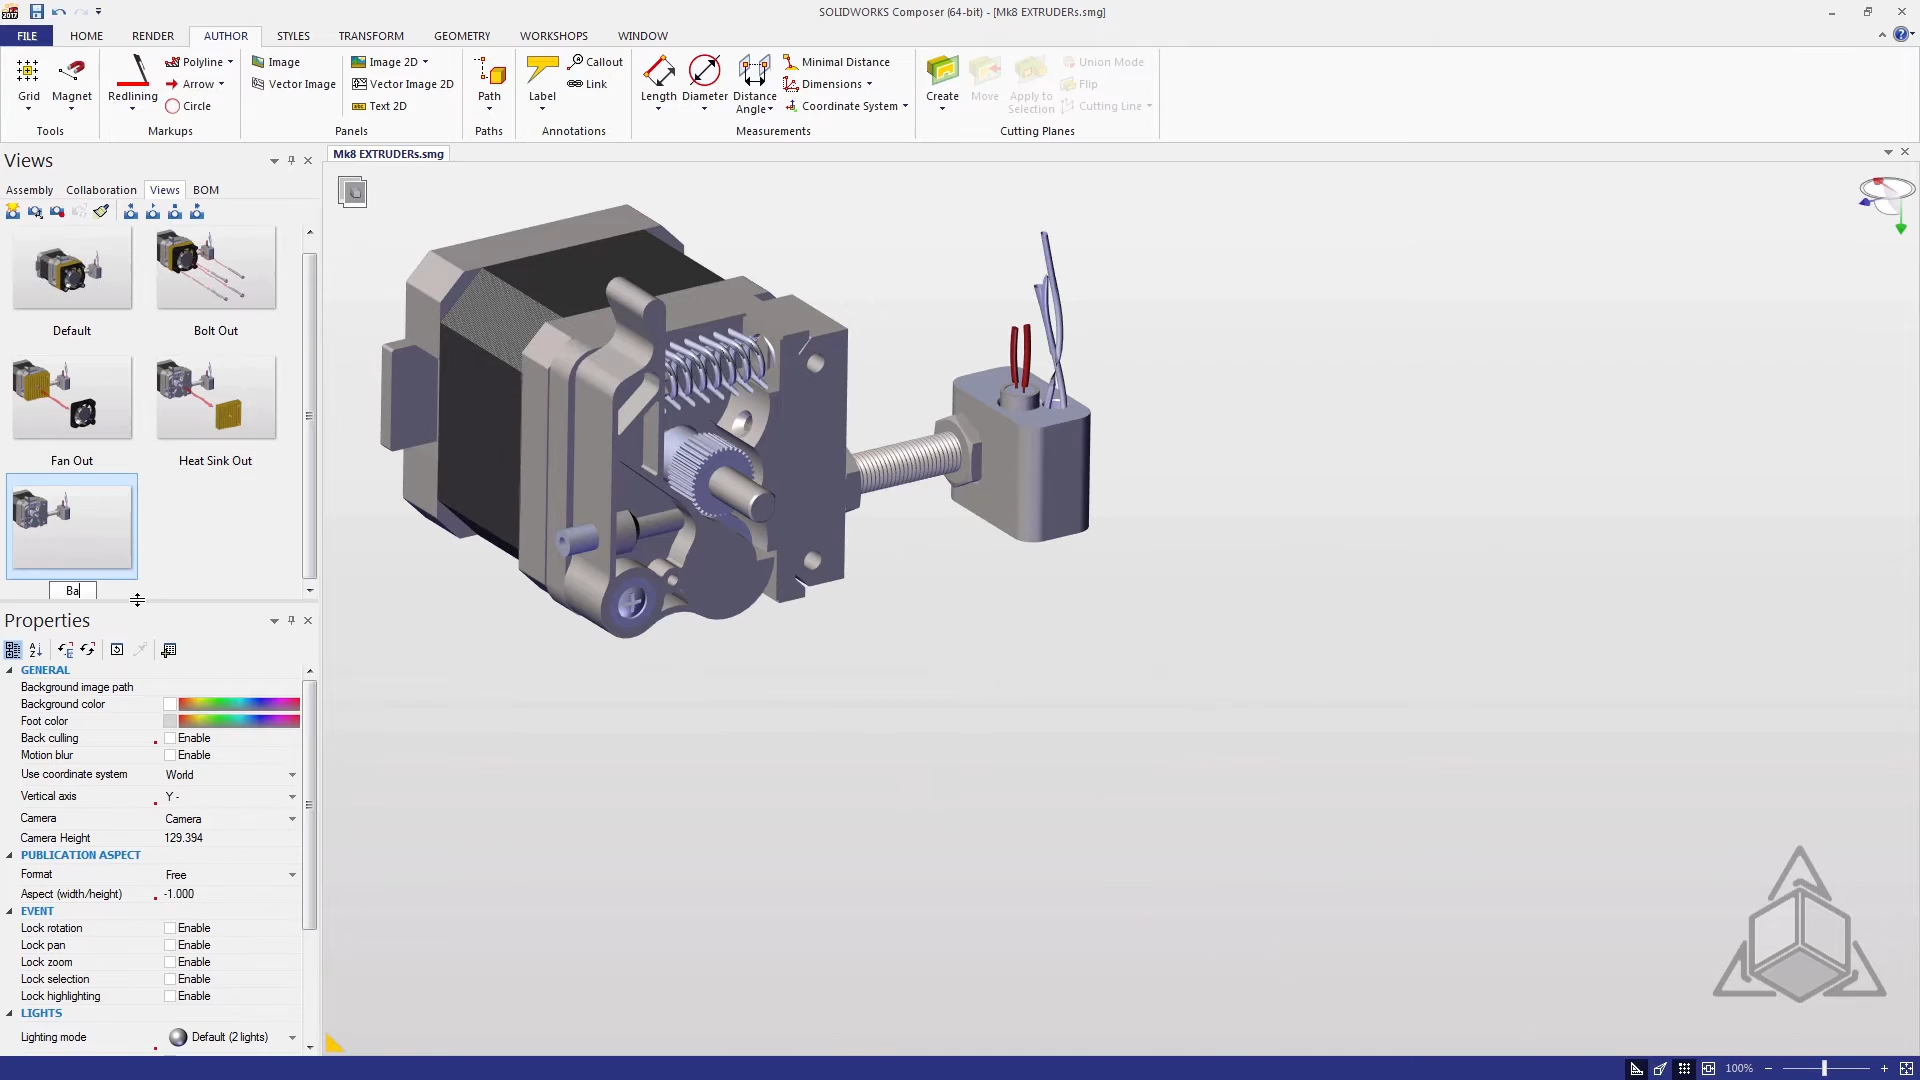 SOLIDWORKS Composer (64-bit) - [Mk8 EXTRUDERs.smg]
FILE HOME RENDER AUTHOR STYLES TRANSFORM GEOMETRY WORKSHOPS WINDOW
Grid
Magnet
Tools
Redlining
Polyline
Arrow
Circle
Markups
Image
Vector Image
Image 2D
Vector Image 2D
Text 2D
Panels
Path
Paths
Label
Callout
Link
Annotations
Length
Diameter
Distance
Angle
Minimal Distance
Dimensions
Coordinate System
Measurements
Create
Move
Apply to
Selection
Union Mode
Flip
Cutting Line
Cutting Planes
Views
Assembly Collaboration Views BOM
Default
Bolt Out
Fan Out
Heat Sink Out
Ba
Mk8 EXTRUDERs.smg
Properties
GENERAL
Background image path
Background color
Foot color
Back culling Enable
Motion blur Enable
Use coordinate system World
Vertical axis Y -
Camera Camera
Camera Height 129.394
PUBLICATION ASPECT
Format Free
Aspect (width/height) -1.000
EVENT
Lock rotation Enable
Lock pan Enable
Lock zoom Enable
Lock selection Enable
Lock highlighting Enable
LIGHTS
Lighting mode Default (2 lights)
100%